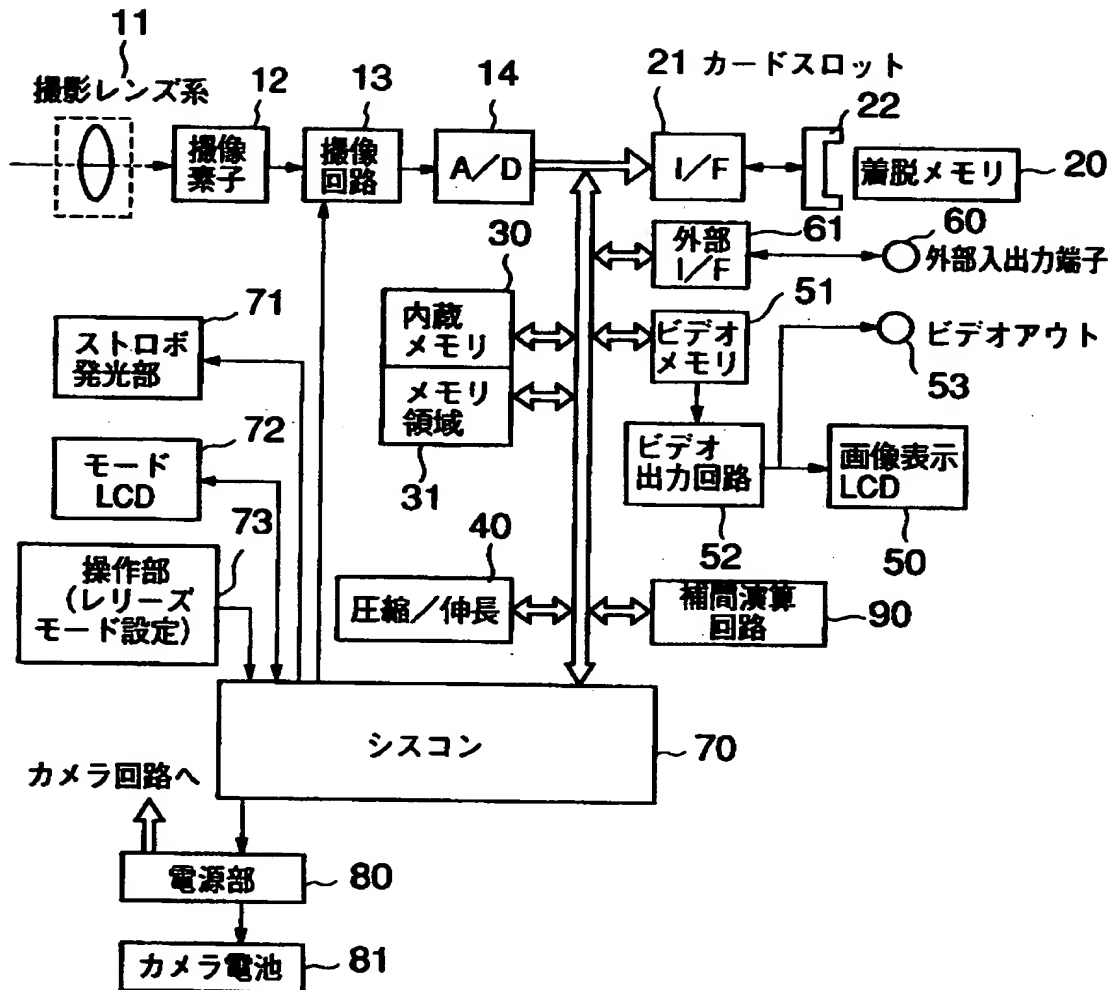 11
撮影レンズ系
12
撮像
素子
13
撮像
回路
14
A/D
21 カードスロット
I/F
22
着脱メモリ
20
61
外部
I/F
60
外部入出力端子
30
内蔵
メモリ
メモリ
領域
31
51
ビデオ
メモリ
ビデオアウト
53
ビデオ
出力回路
52
画像表示
LCD
50
71
ストロボ
発光部
72
モード
LCD
73
操作部
(レリーズ
モード設定)
40
圧縮/伸長
補間演算
回路
90
シスコン
70
カメラ回路へ
電源部
80
カメラ電池
81